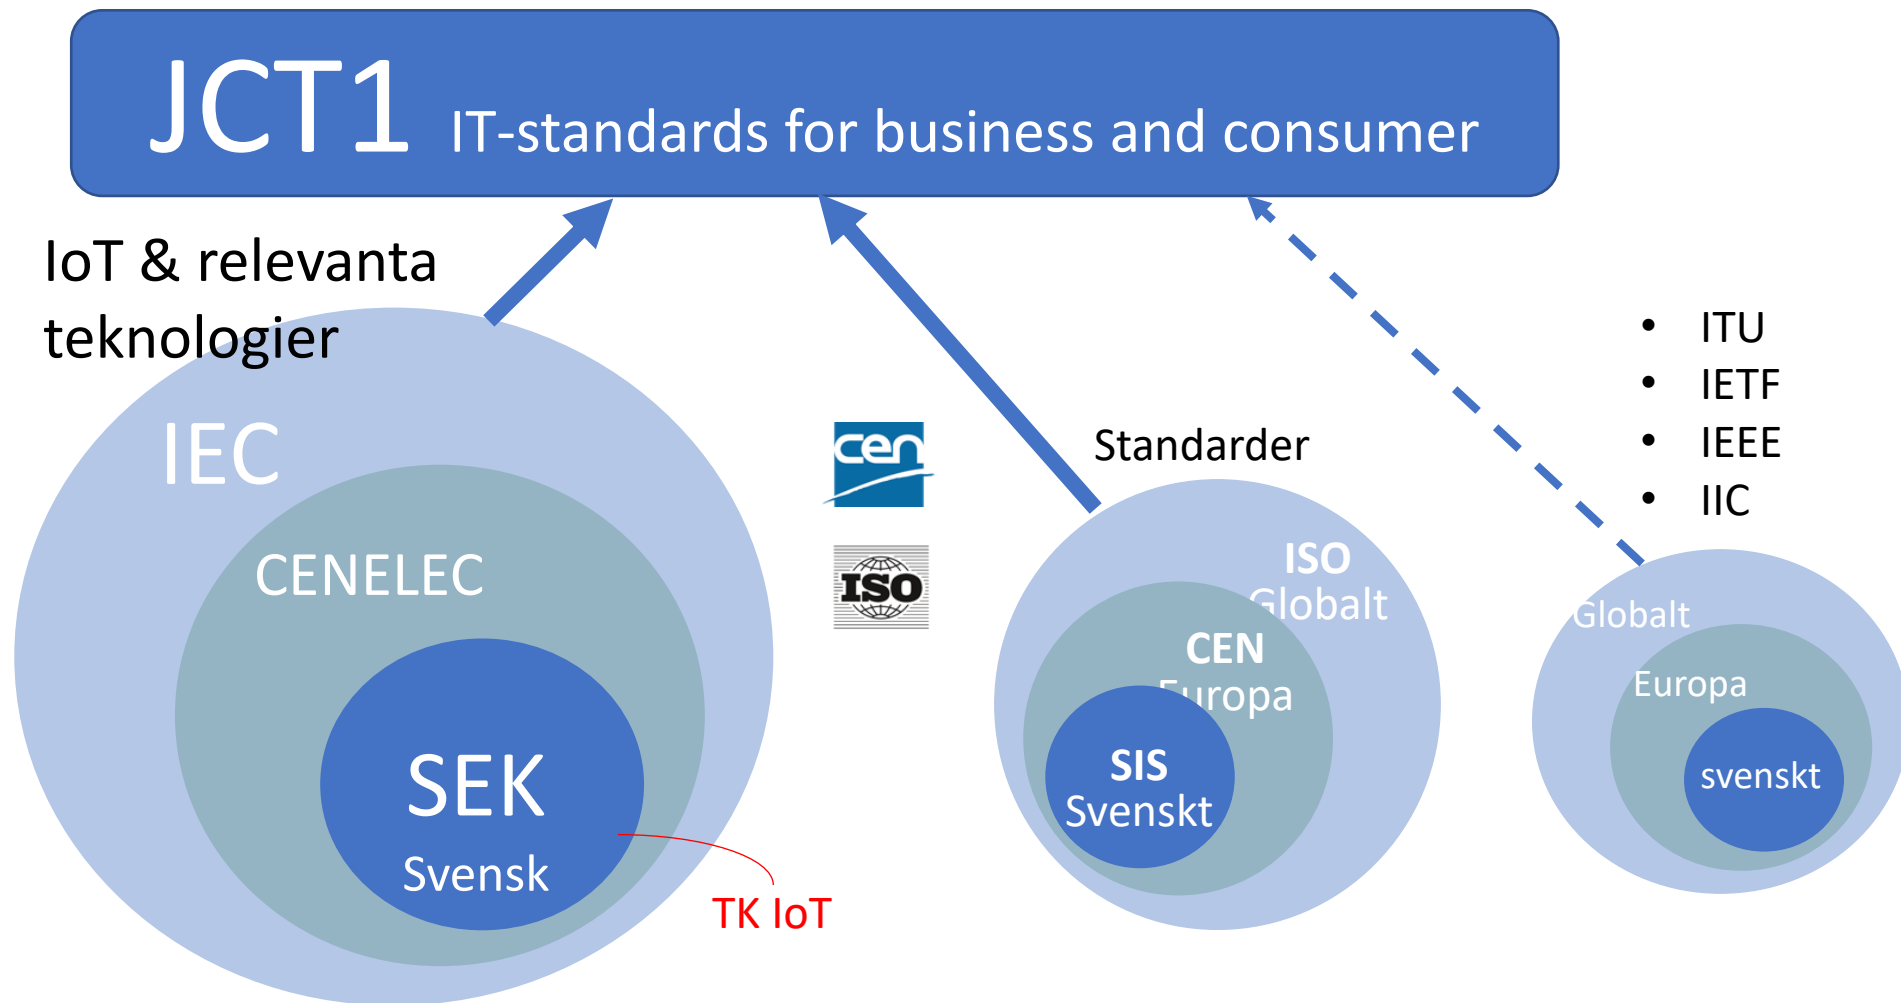 JCT1 IT-standards for business and consumer
IoT & relevanta
teknologier
IEC
CENELEC
SEK
Svensk
TK IoT
cen
ISO
Standarder
ISO
Globalt
CEN
Europa
SIS
Svenskt
• ITU
• IETF
• IEEE
• IIC
Globalt
Europa
svenskt